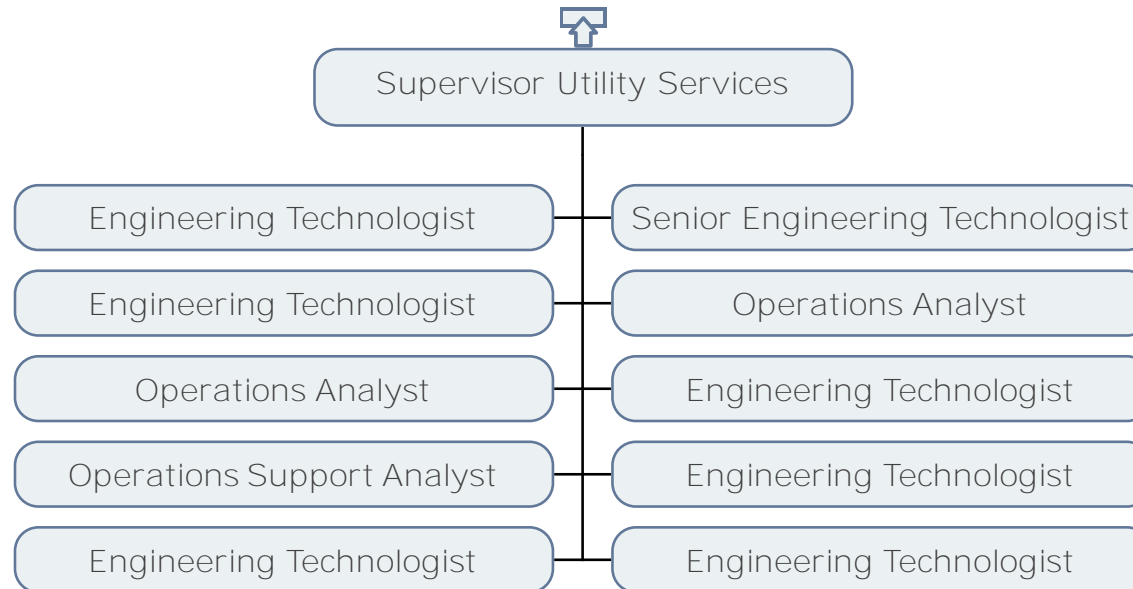 Supervisor Utility Services
Engineering Technologist
Senior Engineering Technologist
Engineering Technologist
Operations Analyst
Operations Analyst
Engineering Technologist
Operations Support Analyst
Engineering Technologist
Engineering Technologist
Engineering Technologist